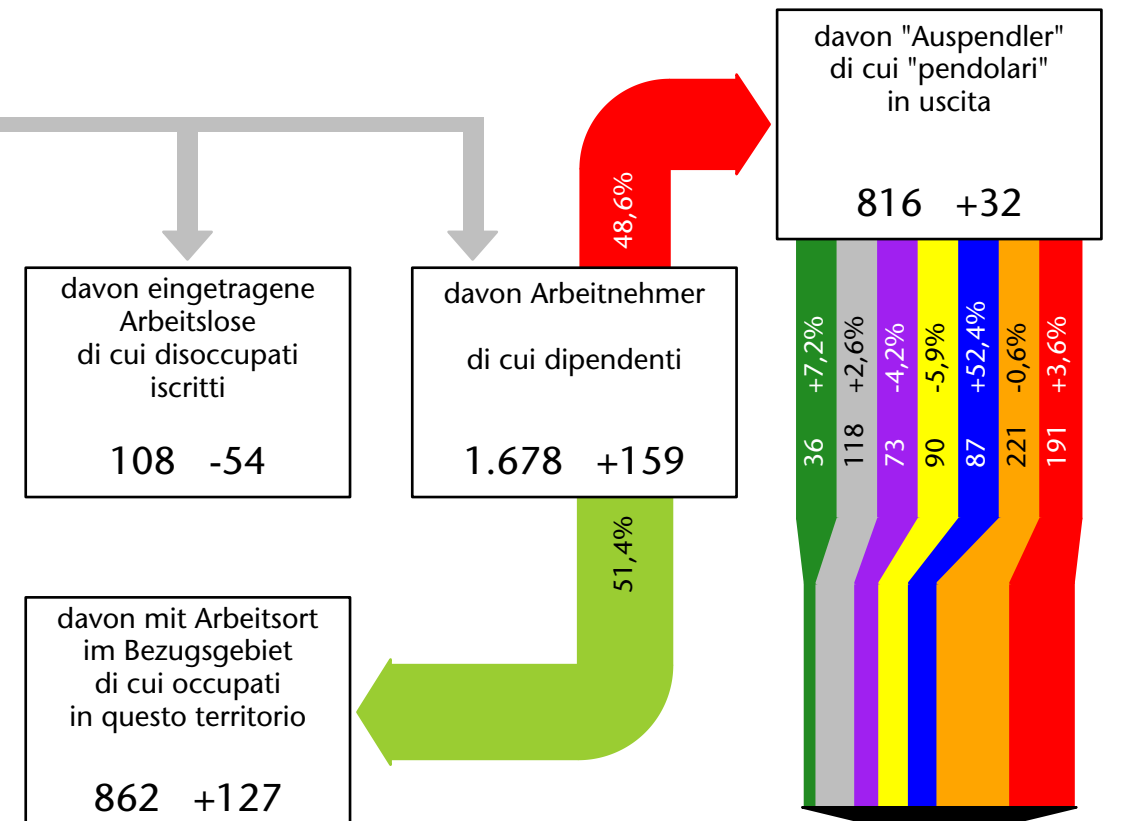 davon "Auspendler"
di cui "pendolari"
in uscita
816 +32
48,6%
davon eingetragene
Arbeitslose
di cui disoccupati
iscritti
108 -54
davon Arbeitnehmer
di cui dipendenti
1.678 +159
36 +7,2%
118 +2,6%
73 -4,2%
90 -5,9%
87 +52,4%
221 -0,6%
191 +3,6%
51,4%
davon mit Arbeitsort
im Bezugsgebiet
di cui occupati
in questo territorio
862 +127